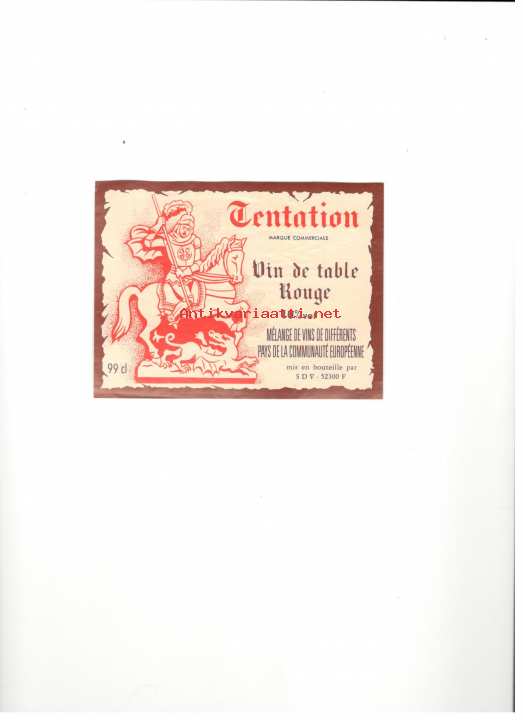 Tentation
MARQUE COMMERCIALE
Vin de table
Rouge
Antikvariaatti.net
MÉLANGE DE VINS DE DIFFÉRENTS
PAYS DE LA COMMUNAUTÉ EUROPÉENNE
99 cl
mis en bouteille par
S D V - 52300 F